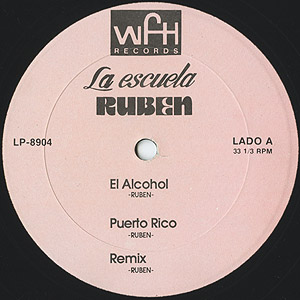 WFH
RECORDS
La escuela
RUBEN
LP-8904
LADO A
33 1/3 RPM
El Alcohol
-RUBEN-
Puerto Rico
-RUBEN-
Remix
-RUBEN-